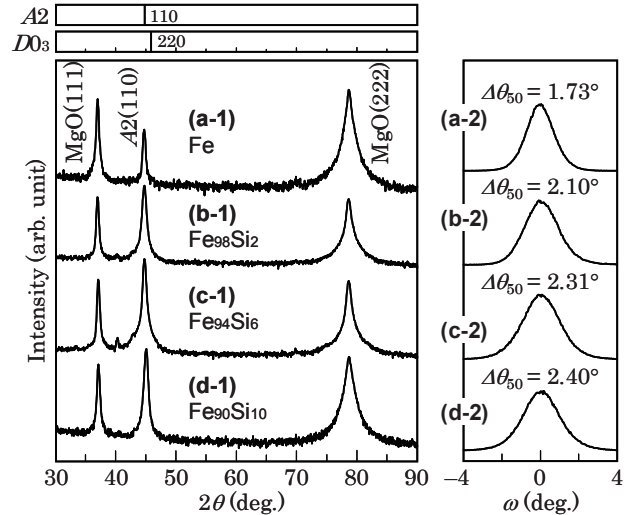 A2
110
DO₃
220
MgO(111)
A2(110)
MgO(222)
(a-1)
Fe
(b-1)
Fe₉₈Si₂
(c-1)
Fe₉₄Si₆
(d-1)
Fe₉₀Si₁₀
Intensity (arb. unit)
30 40 50 60 70 80 90
2θ (deg.)
Δθ₅₀ = 1.73°
(a-2)
Δθ₅₀ = 2.10°
(b-2)
Δθ₅₀ = 2.31°
(c-2)
Δθ₅₀ = 2.40°
(d-2)
−4 0 4
ω (deg.)